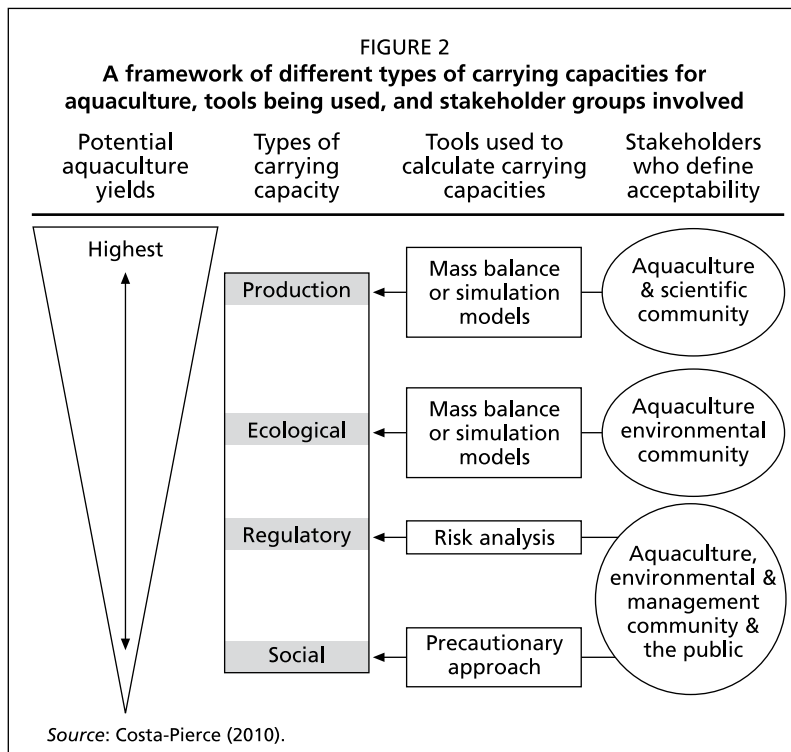 FIGURE 2
A framework of different types of carrying capacities for
aquaculture, tools being used, and stakeholder groups involved
Potential
aquaculture
yields
Types of
carrying
capacity
Tools used to
calculate carrying
capacities
Stakeholders
who define
acceptability
Highest
Production
Mass balance
or simulation
models
Aquaculture
& scientific
community
Ecological
Mass balance
or simulation
models
Aquaculture
environmental
community
Regulatory
Risk analysis
Aquaculture,
environmental &
management
community &
the public
Social
Precautionary
approach
Source: Costa-Pierce (2010).